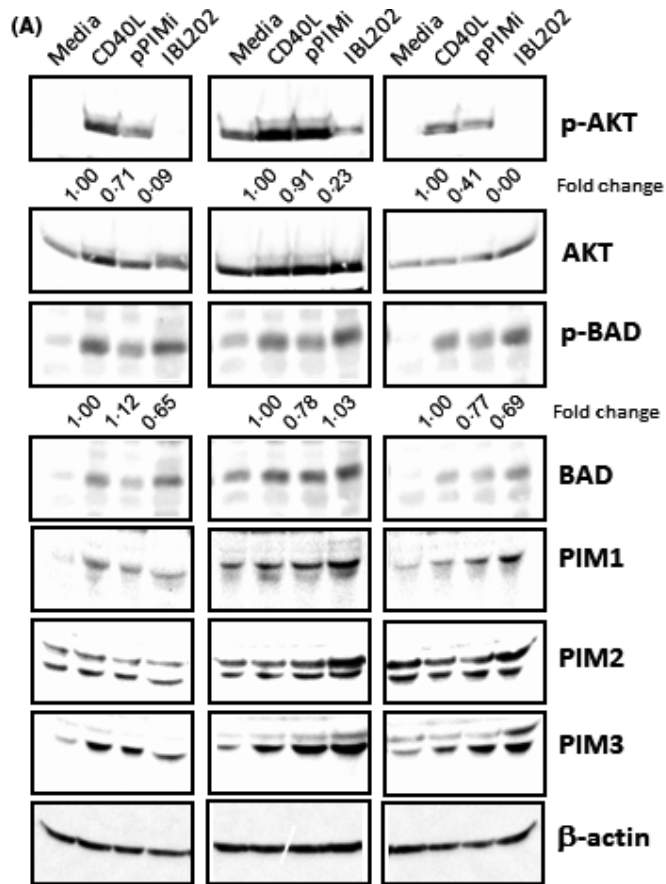 (A)
Media CD40L pPIMi IBL202 Media CD40L pPIMi IBL202 Media CD40L pPIMi IBL202
p-AKT
1·00 0·71 0·09 1·00 0·91 0·23 1·00 0·41 0·00 Fold change
AKT
p-BAD
1·00 1·12 0·65 1·00 0·78 1·03 1·00 0·77 0·69 Fold change
BAD
PIM1
PIM2
PIM3
β-actin